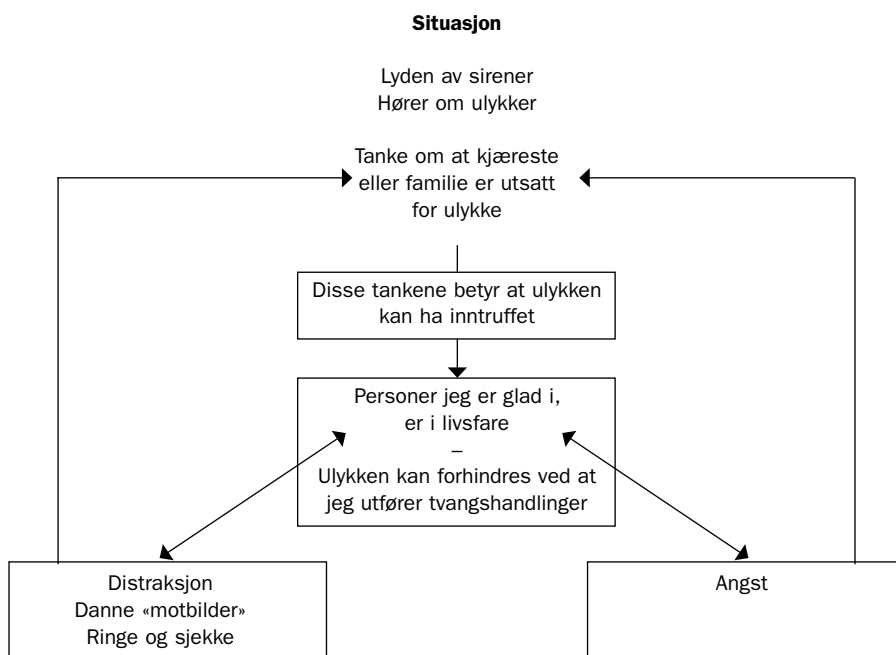 Situasjon
Lyden av sirener
Hører om ulykker
Tanke om at kjæreste
eller familie er utsatt
for ulykke
Disse tankene betyr at ulykken
kan ha inntruffet
Personer jeg er glad i,
er i livsfare
–
Ulykken kan forhindres ved at
jeg utfører tvangshandlinger
Distraksjon
Danne «motbilder»
Ringe og sjekke
Angst